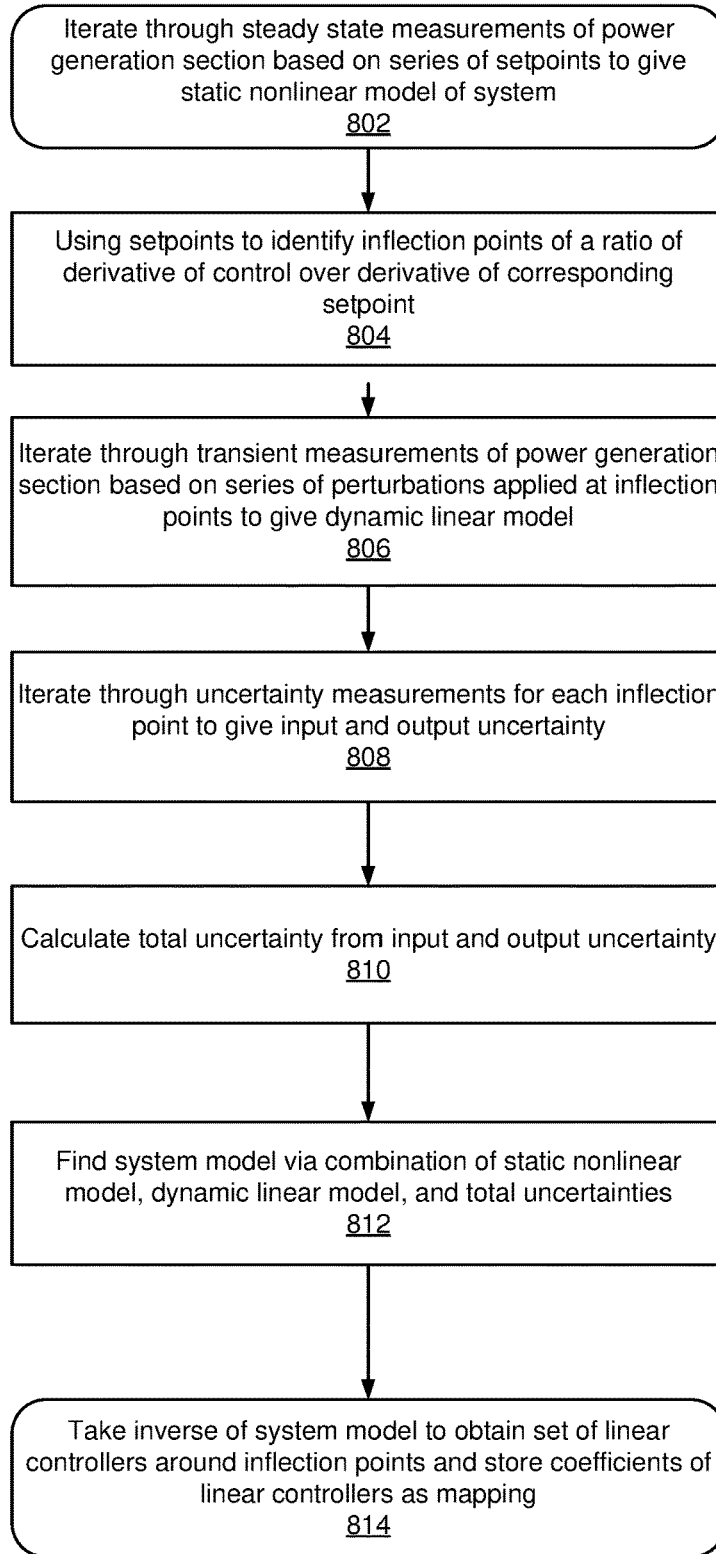 Iterate through steady state measurements of power
generation section based on series of setpoints to give
static nonlinear model of system
802
Using setpoints to identify inflection points of a ratio of
derivative of control over derivative of corresponding
setpoint
804
Iterate through transient measurements of power generation
section based on series of perturbations applied at inflection
points to give dynamic linear model
806
Iterate through uncertainty measurements for each inflection
point to give input and output uncertainty
808
Calculate total uncertainty from input and output uncertainty
810
Find system model via combination of static nonlinear
model, dynamic linear model, and total uncertainties
812
Take inverse of system model to obtain set of linear
controllers around inflection points and store coefficients of
linear controllers as mapping
814